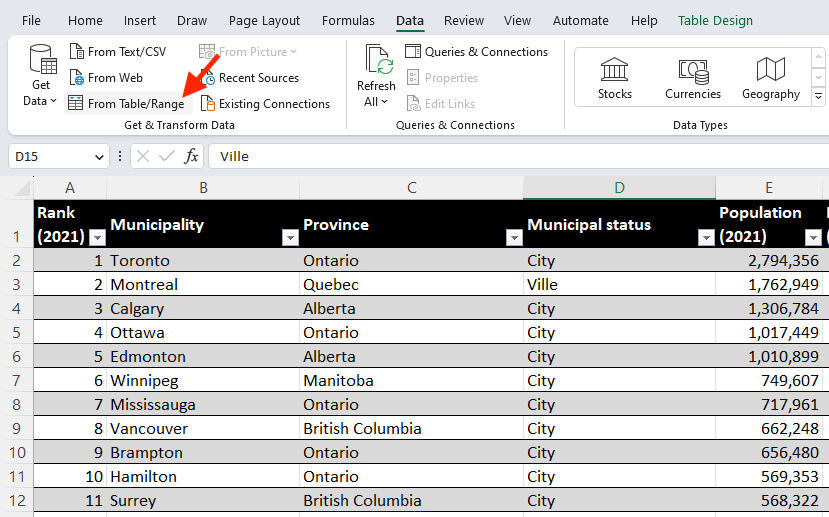 File Home Insert Draw Page Layout Formulas Data Review View Automate Help Table Design
Get Data
From Text/CSV
From Web
From Table/Range
From Picture
Recent Sources
Existing Connections
Get & Transform Data
Refresh All
Queries & Connections
Properties
Edit Links
Queries & Connections
Stocks Currencies Geography
Data Types
D15 fx Ville
A B C D E
1 Rank (2021) Municipality Province Municipal status Population (2021)
2 1 Toronto Ontario City 2,794,356
3 2 Montreal Quebec Ville 1,762,949
4 3 Calgary Alberta City 1,306,784
5 4 Ottawa Ontario City 1,017,449
6 5 Edmonton Alberta City 1,010,899
7 6 Winnipeg Manitoba City 749,607
8 7 Mississauga Ontario City 717,961
9 8 Vancouver British Columbia City 662,248
10 9 Brampton Ontario City 656,480
11 10 Hamilton Ontario City 569,353
12 11 Surrey British Columbia City 568,322